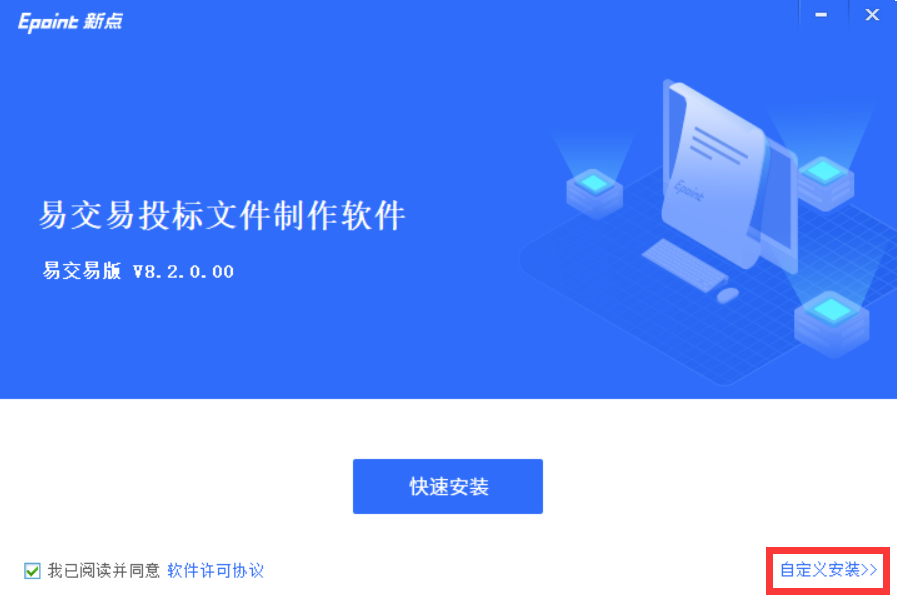 Epoint 新点
易交易投标文件制作软件
易交易版 V8.2.0.00
Epoint
快速安装
我已阅读并同意 软件许可协议
自定义安装>>